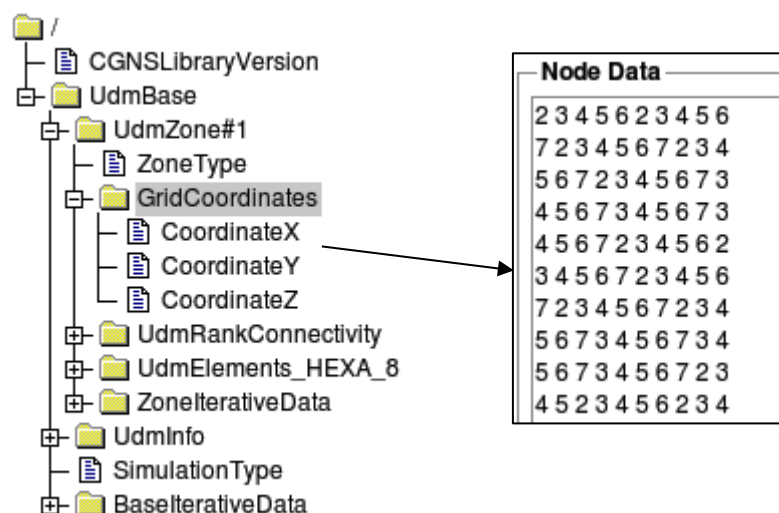 /
CGNSLibraryVersion
UdmBase
UdmZone#1
ZoneType
GridCoordinates
CoordinateX
CoordinateY
CoordinateZ
UdmRankConnectivity
UdmElements_HEXA_8
ZoneIterativeData
UdmInfo
SimulationType
BaseIterativeData
Node Data
2 3 4 5 6 2 3 4 5 6
7 2 3 4 5 6 7 2 3 4
5 6 7 2 3 4 5 6 7 3
4 5 6 7 3 4 5 6 7 3
4 5 6 7 2 3 4 5 6 2
3 4 5 6 7 2 3 4 5 6
7 2 3 4 5 6 7 2 3 4
5 6 7 3 4 5 6 7 3 4
5 6 7 3 4 5 6 7 2 3
4 5 2 3 4 5 6 2 3 4